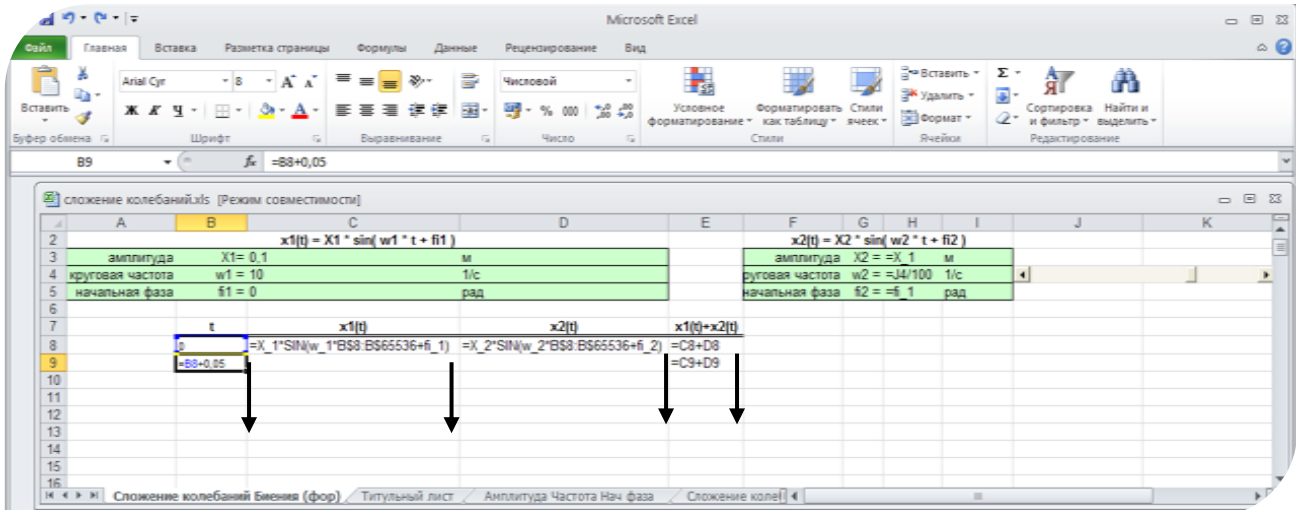 Microsoft Excel
Файл Главная Вставка Разметка страницы Формулы Данные Рецензирование Вид
Вставить
Буфер обмена
Arial Cyr 8 A A
Ж К Ч А
Шрифт
Выравнивание
Числовой
% 000 ,0 ,00 ,00 ,0
Число
Условное форматирование
Форматировать как таблицу
Стили ячеек
Стили
Вставить
Удалить
Формат
Ячейки
Σ
Сортировка и фильтр
Найти и выделить
Редактирование
B9 fx =B8+0,05
сложение колебаний.xls [Режим совместимости]
A B C D E F G H I J K
2 x1(t) = X1 * sin( w1 * t + fi1 ) x2(t) = X2 * sin( w2 * t + fi2 )
3 амплитуда X1= 0,1 м амплитуда X2 = =X_1 м
4 круговая частота w1 = 10 1/с руговая частота w2 = =J4/100 1/с
5 начальная фаза fi1 = 0 рад начальная фаза fi2 = =fi_1 рад
6
7 t x1(t) x2(t) x1(t)+x2(t)
8 0 =X_1*SIN(w_1*B$8:B$65536+fi_1) =X_2*SIN(w_2*B$8:B$65536+fi_2) =C8+D8
9 =B8+0,05 =C9+D9
10
11
12
13
14
15
16
Сложение колебаний Биения (фор) Титульный лист Амплитуда Частота Нач фаза Сложение колеб